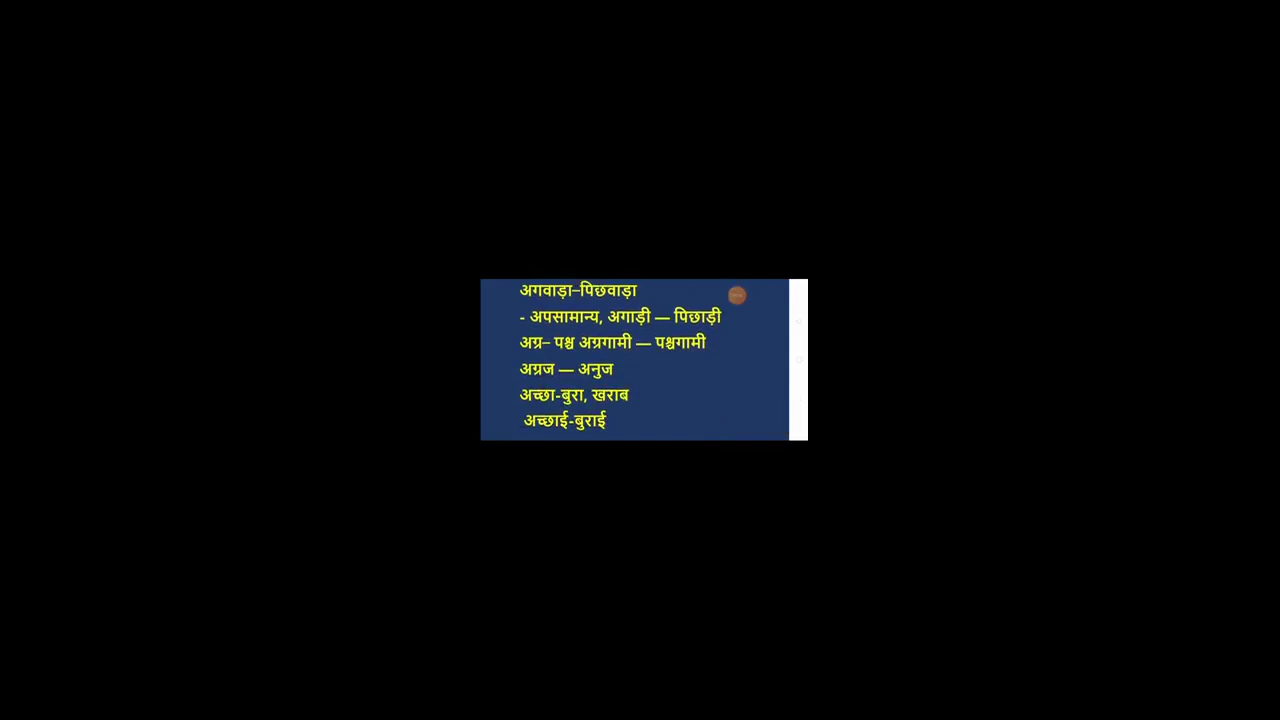 अगवाड़ा–पिछवाड़ा
- अपसामान्य, अगाड़ी — पिछाड़ी
अग्र– पश्च अग्रगामी — पश्चगामी
अग्रज — अनुज
अच्छा-बुरा, खराब
अच्छाई-बुराई